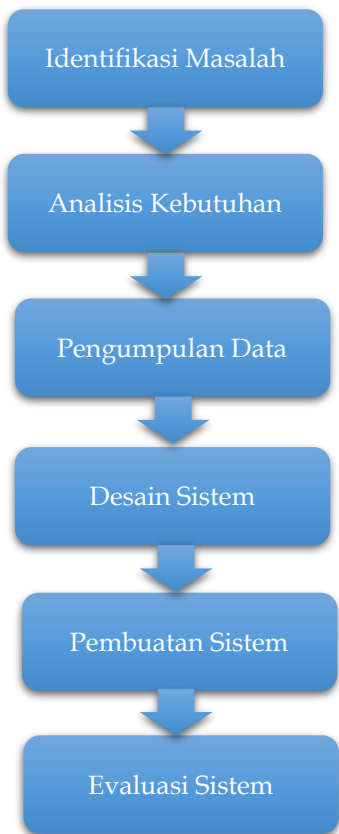 Identifikasi Masalah
Analisis Kebutuhan
Pengumpulan Data
Desain Sistem
Pembuatan Sistem
Evaluasi Sistem